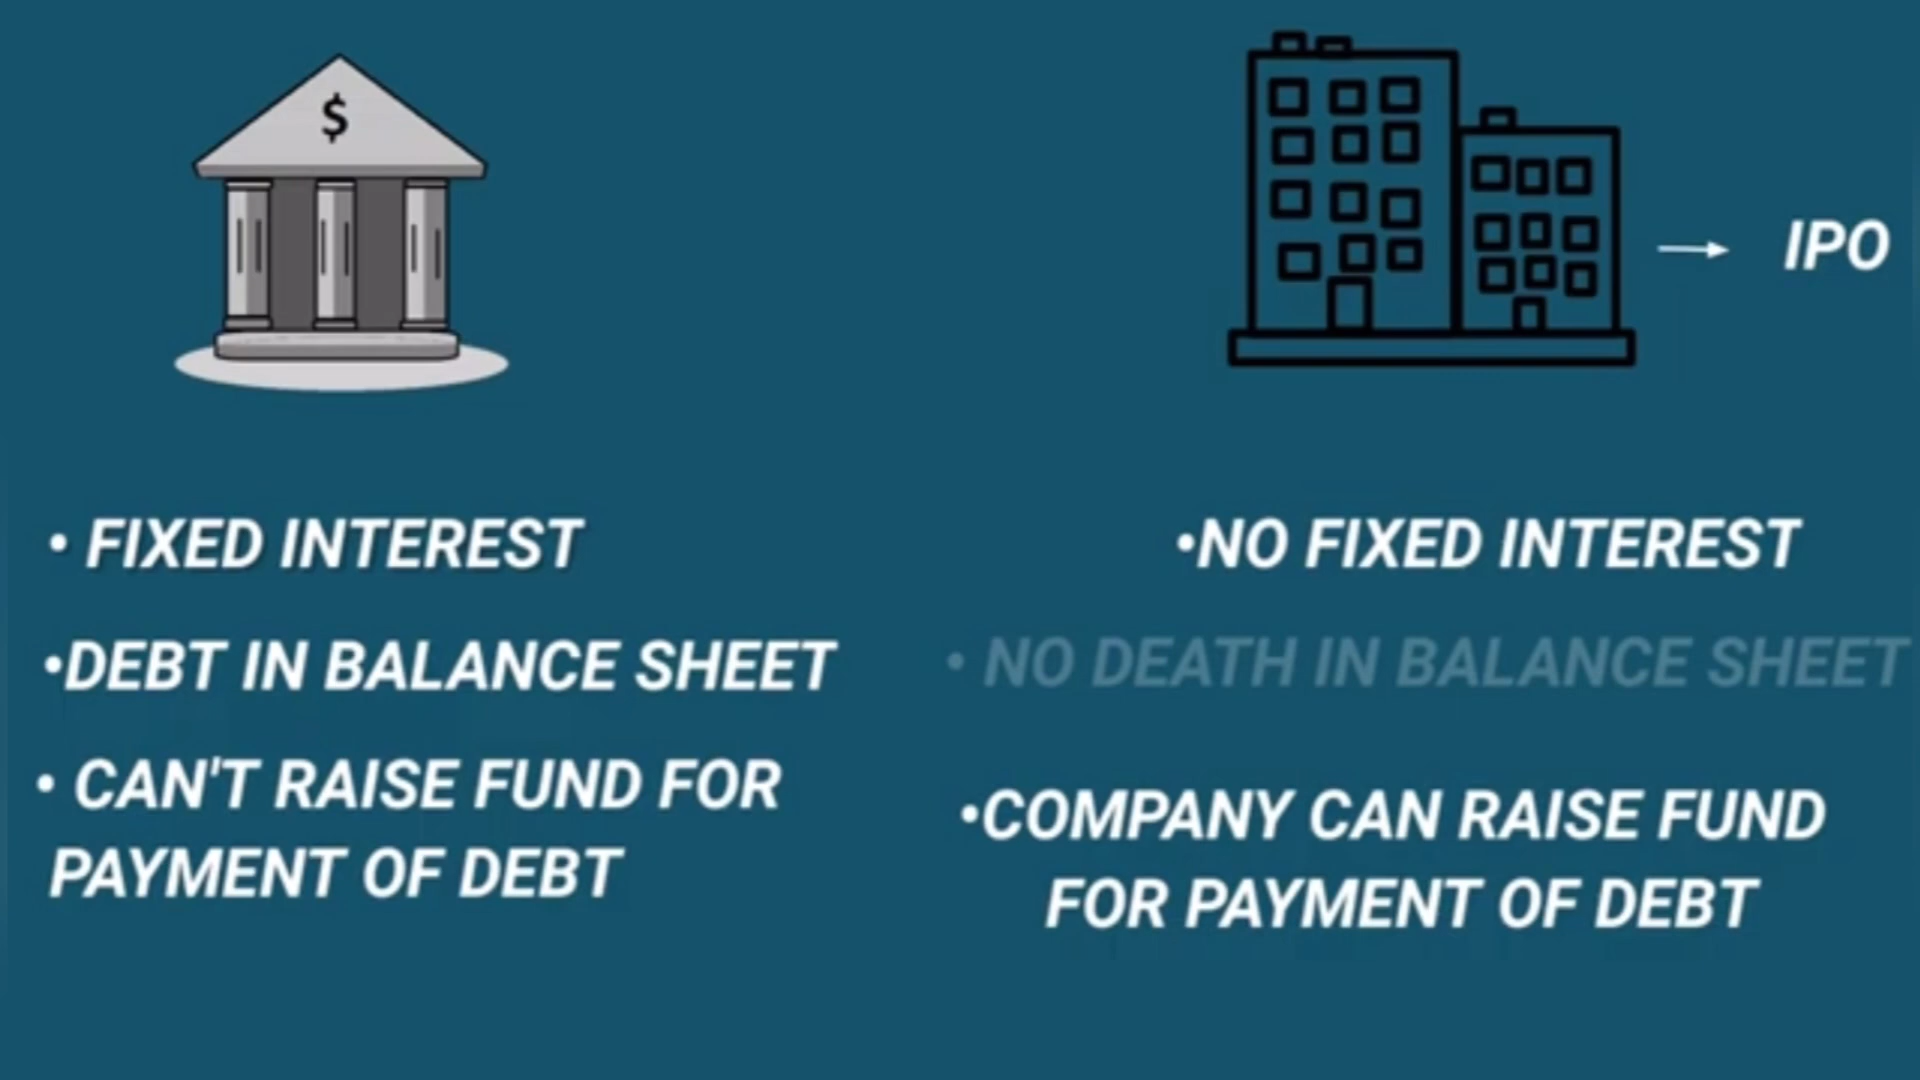 $
IPO
• FIXED INTEREST
•DEBT IN BALANCE SHEET
• CAN'T RAISE FUND FOR
PAYMENT OF DEBT
•NO FIXED INTEREST
• NO DEATH IN BALANCE SHEET
•COMPANY CAN RAISE FUND
FOR PAYMENT OF DEBT